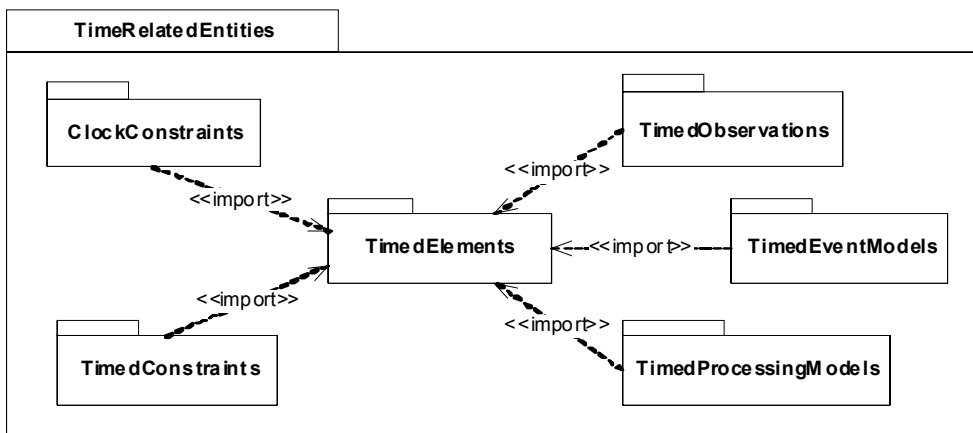 TimeRelatedEntities
ClockConstraints
TimedObservations
<<import>>
<<import>>
TimedElements
<<import>>
TimedEventModels
<<import>>
<<import>>
TimedConstraints
TimedProcessingModels